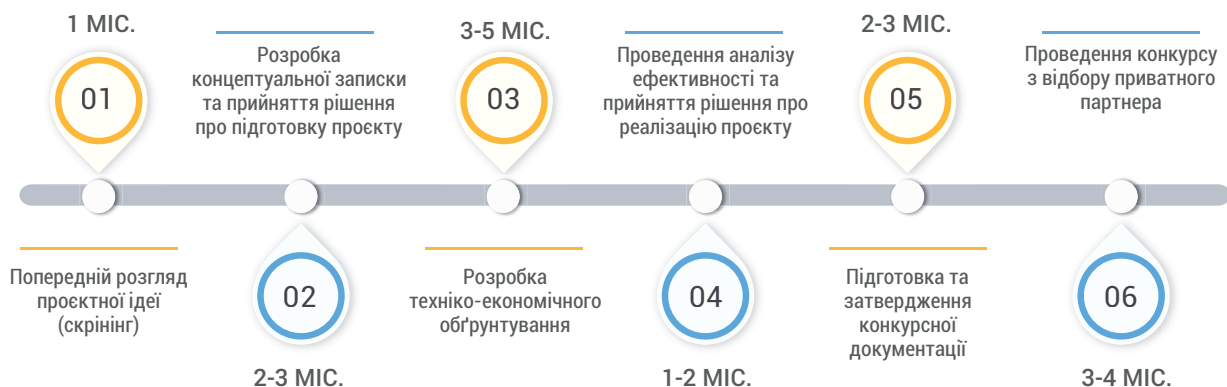 1 МІС.
01
Попередній розгляд
проєктної ідеї
(скрінінг)
Розробка
концептуальної записки
та прийняття рішення
про підготовку проєкту
02
2-3 МІС.
3-5 МІС.
03
Розробка
техніко-економічного
обґрунтування
Проведення аналізу
ефективності та
прийняття рішення про
реалізацію проєкту
04
1-2 МІС.
2-3 МІС.
05
Підготовка та
затвердження
конкурсної
документації
Проведення конкурсу
з відбору приватного
партнера
06
3-4 МІС.